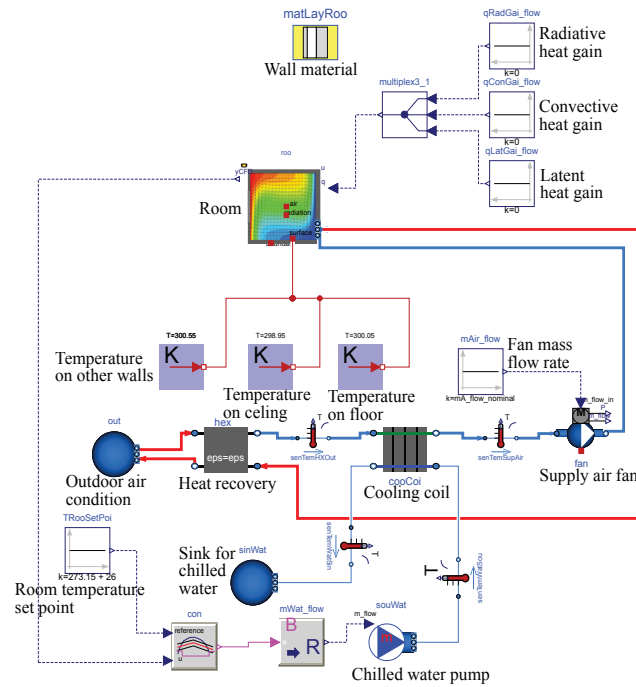 matLayRoo
Wall material
qRadGai_flow
Radiative
heat gain
k=0
multiplex3_1
qConGai_flow
Convective
heat gain
k=0
qLatGai_flow
Latent
heat gain
k=0
roo
yCFD
u
q
Room
air
radiation
surface
T=300.55
K
Temperature
on other walls
T=298.95
K
Temperature
on celing
T=300.05
K
Temperature
on floor
mAir_flow
Fan mass
flow rate
k=mA_flow_nominal
m_flow_in
M
P
m_flow
fan
Supply air fan
out
Outdoor air
condition
hex
eps=eps
Heat recovery
T
senTemHXOut
cooCoi
Cooling coil
T
senTemSupAir
TRooSetPoi
k=273.15 + 26
Room temperature
set point
sinWat
Sink for
chilled
water
senTemWatSin
T
T
senTemWatSou
con
reference
u
mWat_flow
B
R
souWat
m_flow
m
Chilled water pump